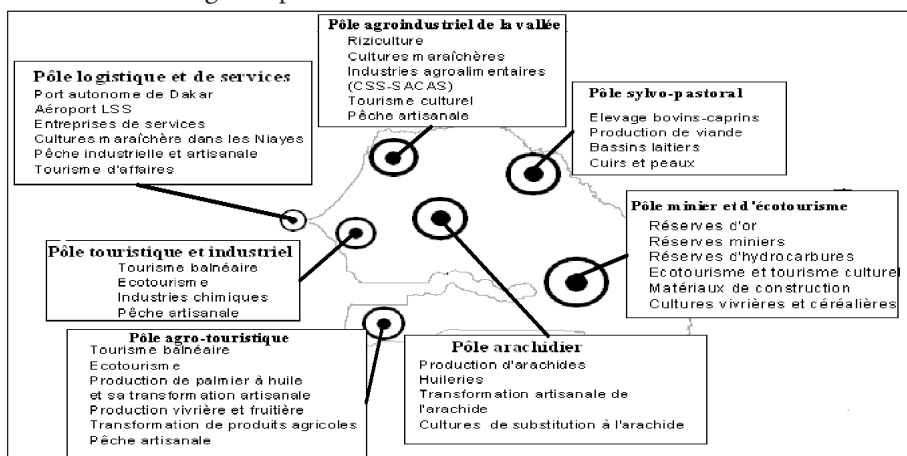 Pôle agroindustriel de la vallée
Riziculture
Cultures maraîchères
Industries agroalimentaires
(CSS-SACAS)
Tourisme culturel
Pêche artisanale
Pôle logistique et de services
Port autonome de Dakar
Aéroport LSS
Entreprises de services
Cultures maraîchère dans les Niayes
Pêche industrielle et artisanale
Tourisme d'affaires
Pôle sylvo-pastoral
Elevage bovins-caprins
Production de viande
Bassins laitiers
Cuirs et peaux
Pôle minier et d'écotourisme
Réserves d'or
Réserves miniers
Réserves d'hydrocarbures
Ecotourisme et tourisme culturel
Matériaux de construction
Cultures vivrières et céréalières
Pôle touristique et industriel
Tourisme balnéaire
Ecotourisme
Industries chimiques
Pêche artisanale
Pôle agro-touristique
Tourisme balnéaire
Ecotourisme
Production de palmier à huile
et sa transformation artisanale
Production vivrière et fruitière
Transformation de produits agricoles
Pêche artisanale
Pôle arachidier
Production d'arachides
Huileries
Transformation artisanale de
l'arachide
Cultures de substitution à l'arachide